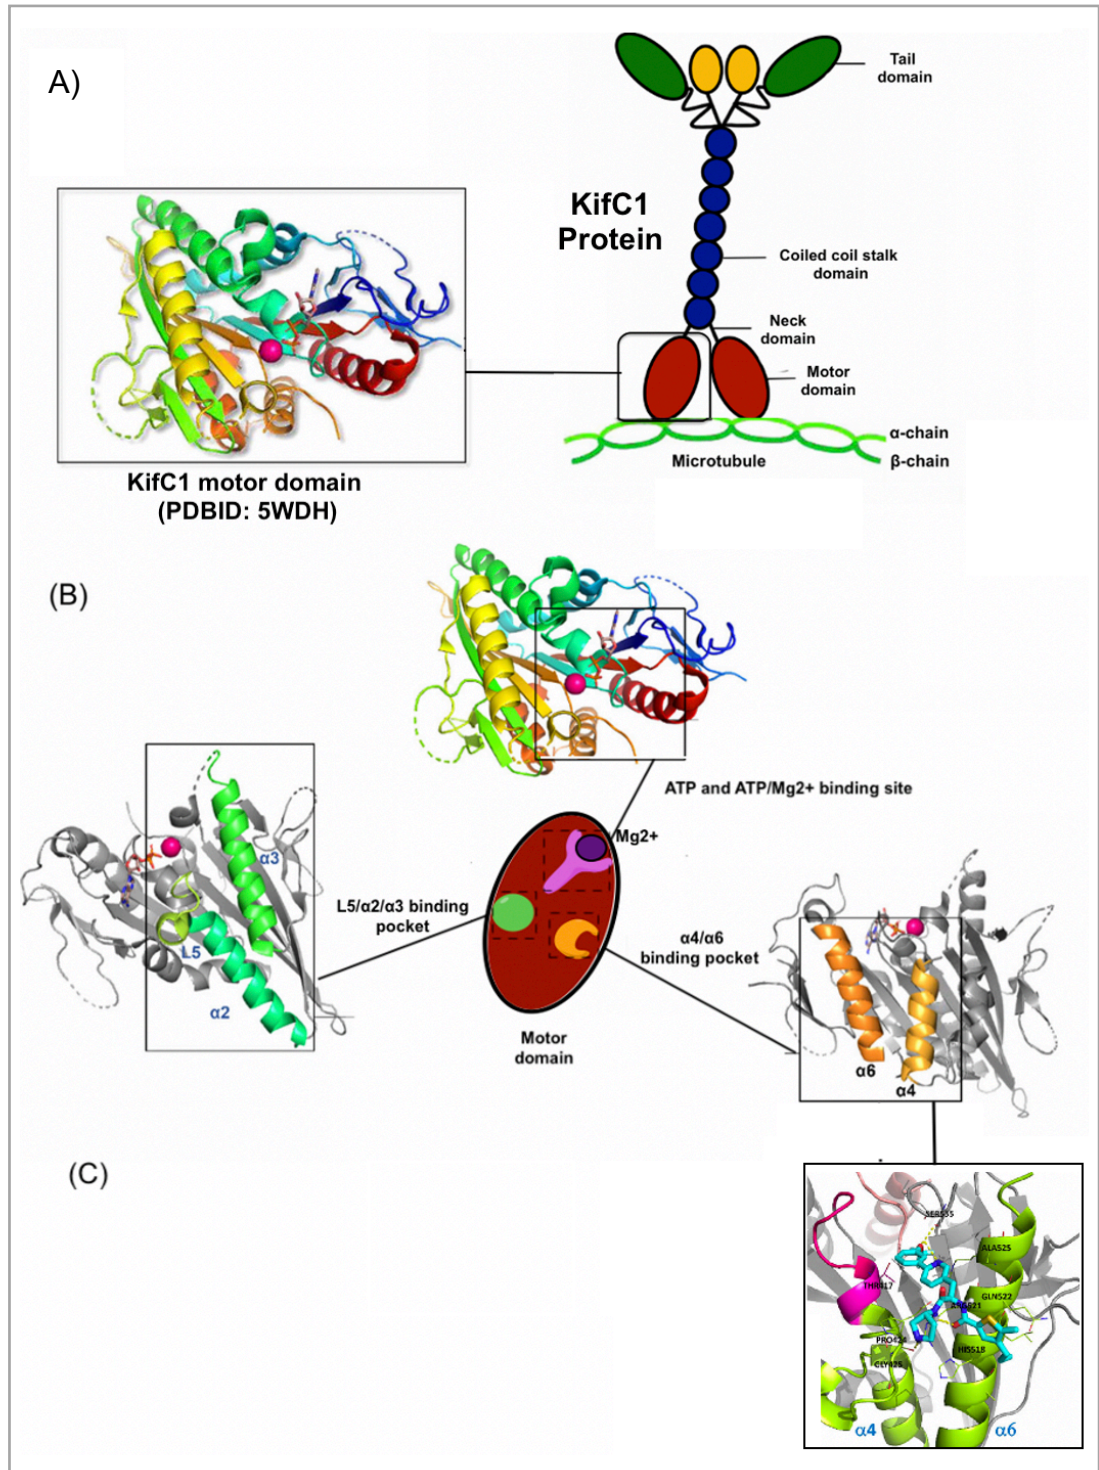 A)
Tail
domain
KifC1
Protein
Coiled coil stalk
domain
Neck
domain
Motor
domain
α-chain
β-chain
Microtubule
KifC1 motor domain
(PDBID: 5WDH)
(B)
ATP and ATP/Mg2+ binding site
Mg2+
α3
L5/α2/α3 binding
pocket
L5
α2
α4/α6
binding pocket
Motor
domain
α6
α4
(C)
SER535
ALA525
THR417
GLN522
ARG521
PRO424
HIS518
GLY425
α4
α6